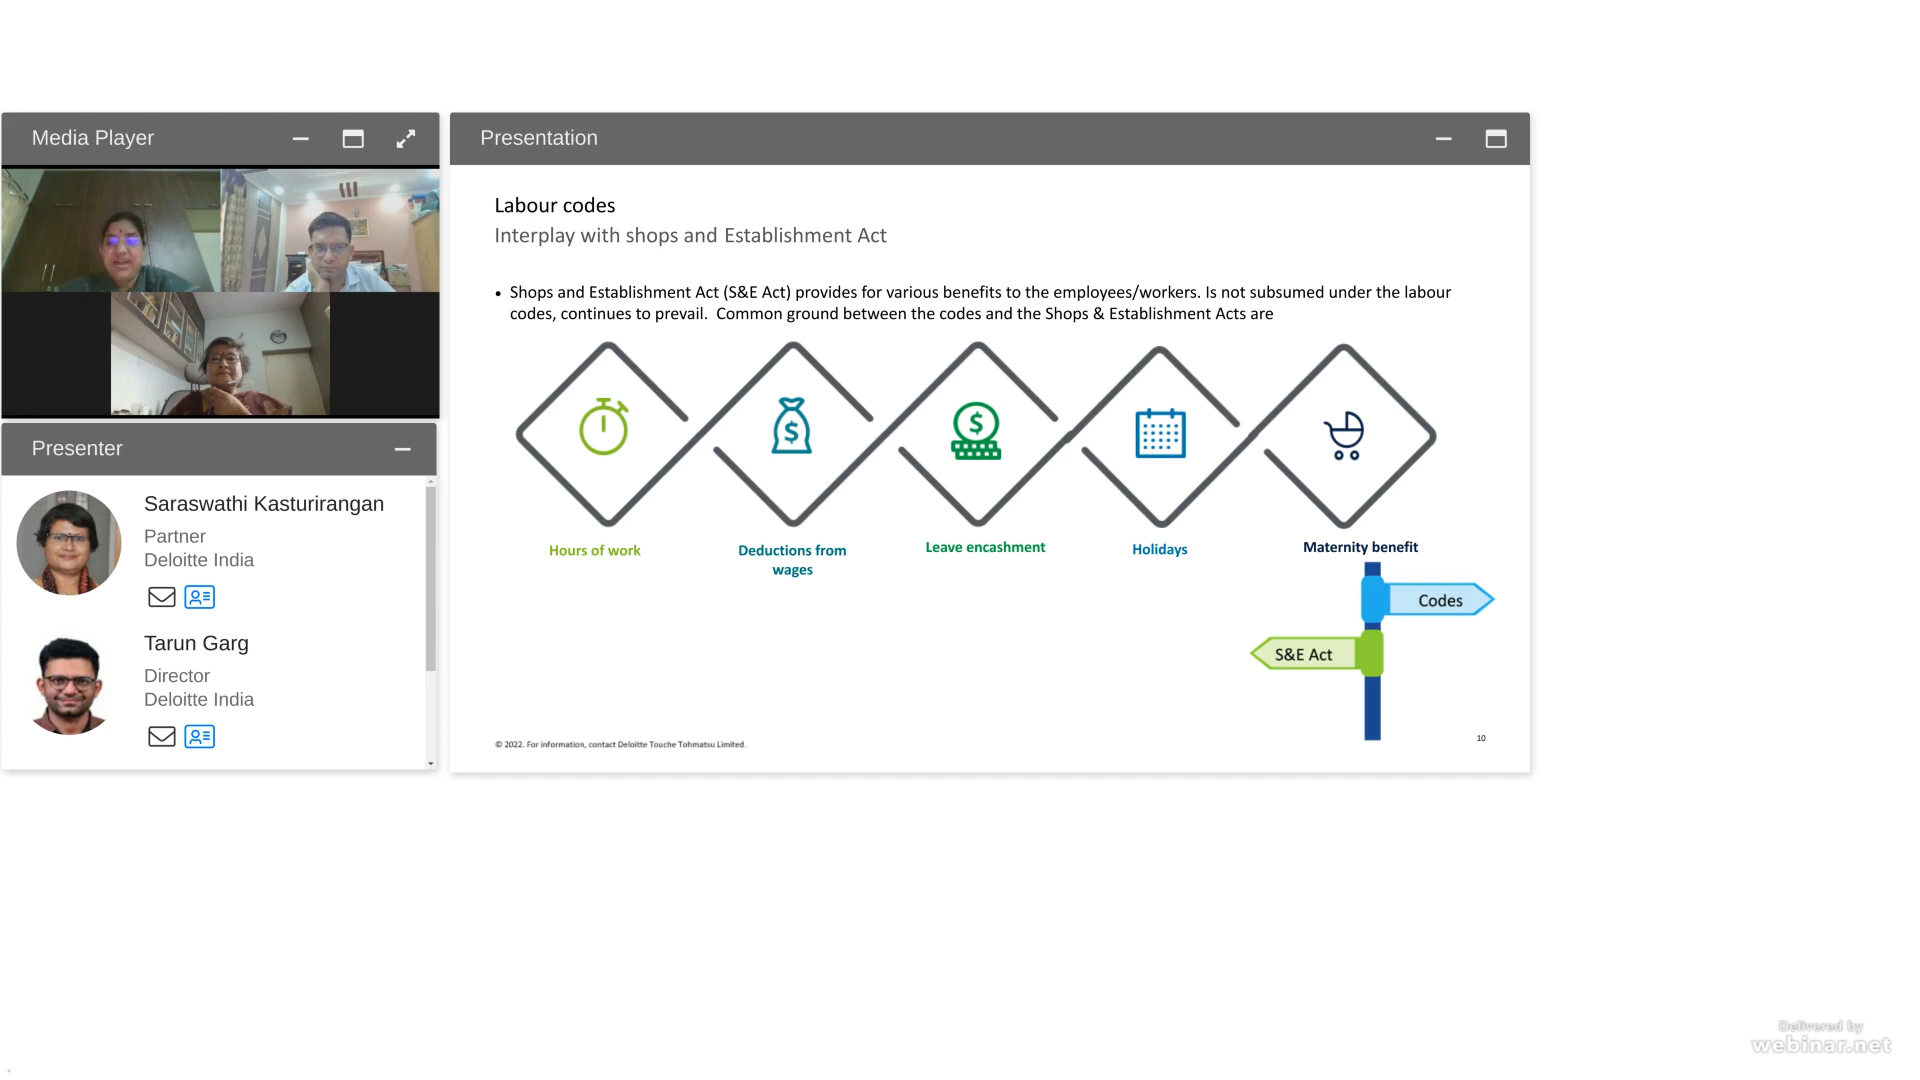 Media Player
Presentation
Labour codes
Interplay with shops and Establishment Act
• Shops and Establishment Act (S&E Act) provides for various benefits to the employees/workers. Is not subsumed under the labour
codes, continues to prevail.  Common ground between the codes and the Shops & Establishment Acts are
Hours of work
Deductions from
wages
Leave encashment
Holidays
Maternity benefit
Codes
S&E Act
© 2022. For information, contact Deloitte Touche Tohmatsu Limited.
10
Presenter
Saraswathi Kasturirangan
Partner
Deloitte India
Tarun Garg
Director
Deloitte India
Delivered by
webinar.net